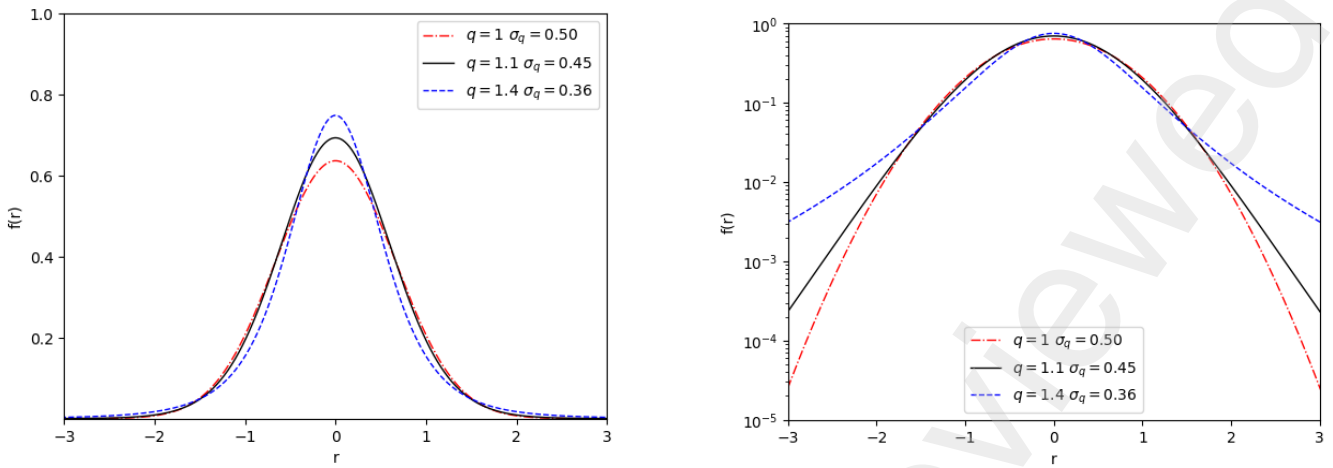 1.0
0.8
0.6
0.4
0.2
f(r)
−3 −2 −1 0 1 2 3
r
q = 1 σq = 0.50
q = 1.1 σq = 0.45
q = 1.4 σq = 0.36
10⁰
10⁻¹
10⁻²
10⁻³
10⁻⁴
10⁻⁵
f(r)
−3 −2 −1 0 1 2 3
r
q = 1 σq = 0.50
q = 1.1 σq = 0.45
q = 1.4 σq = 0.36
viewed